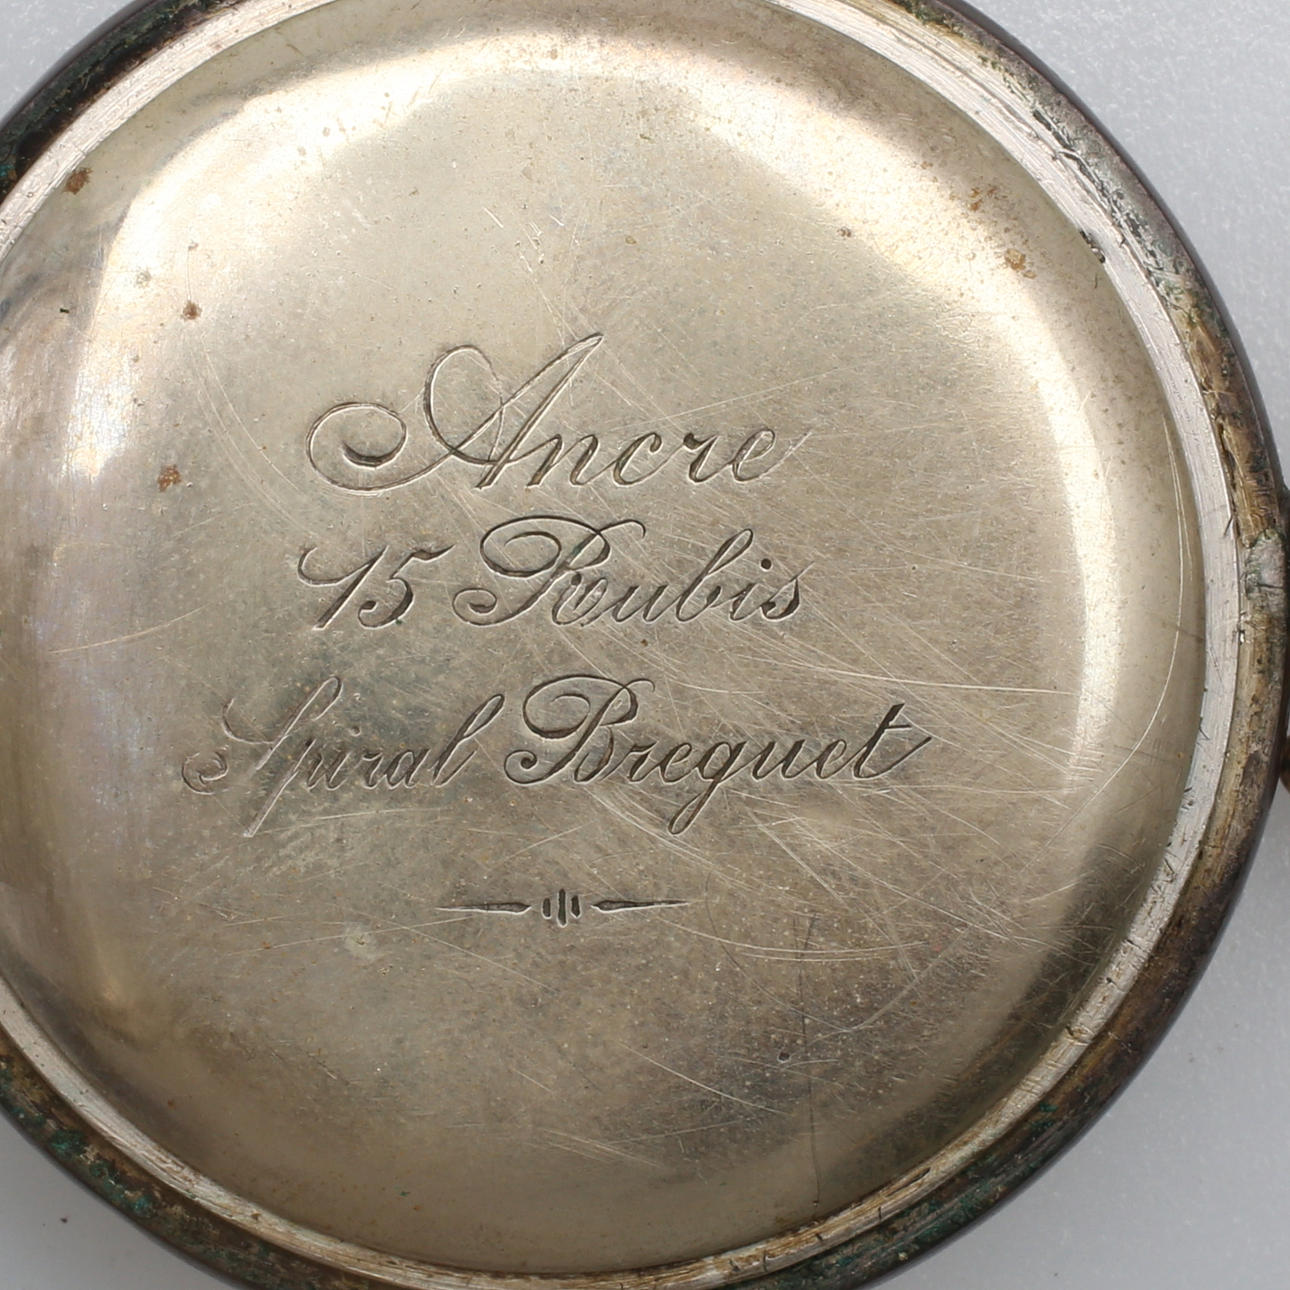 Ancre
15 Rubis
Spiral Breguet